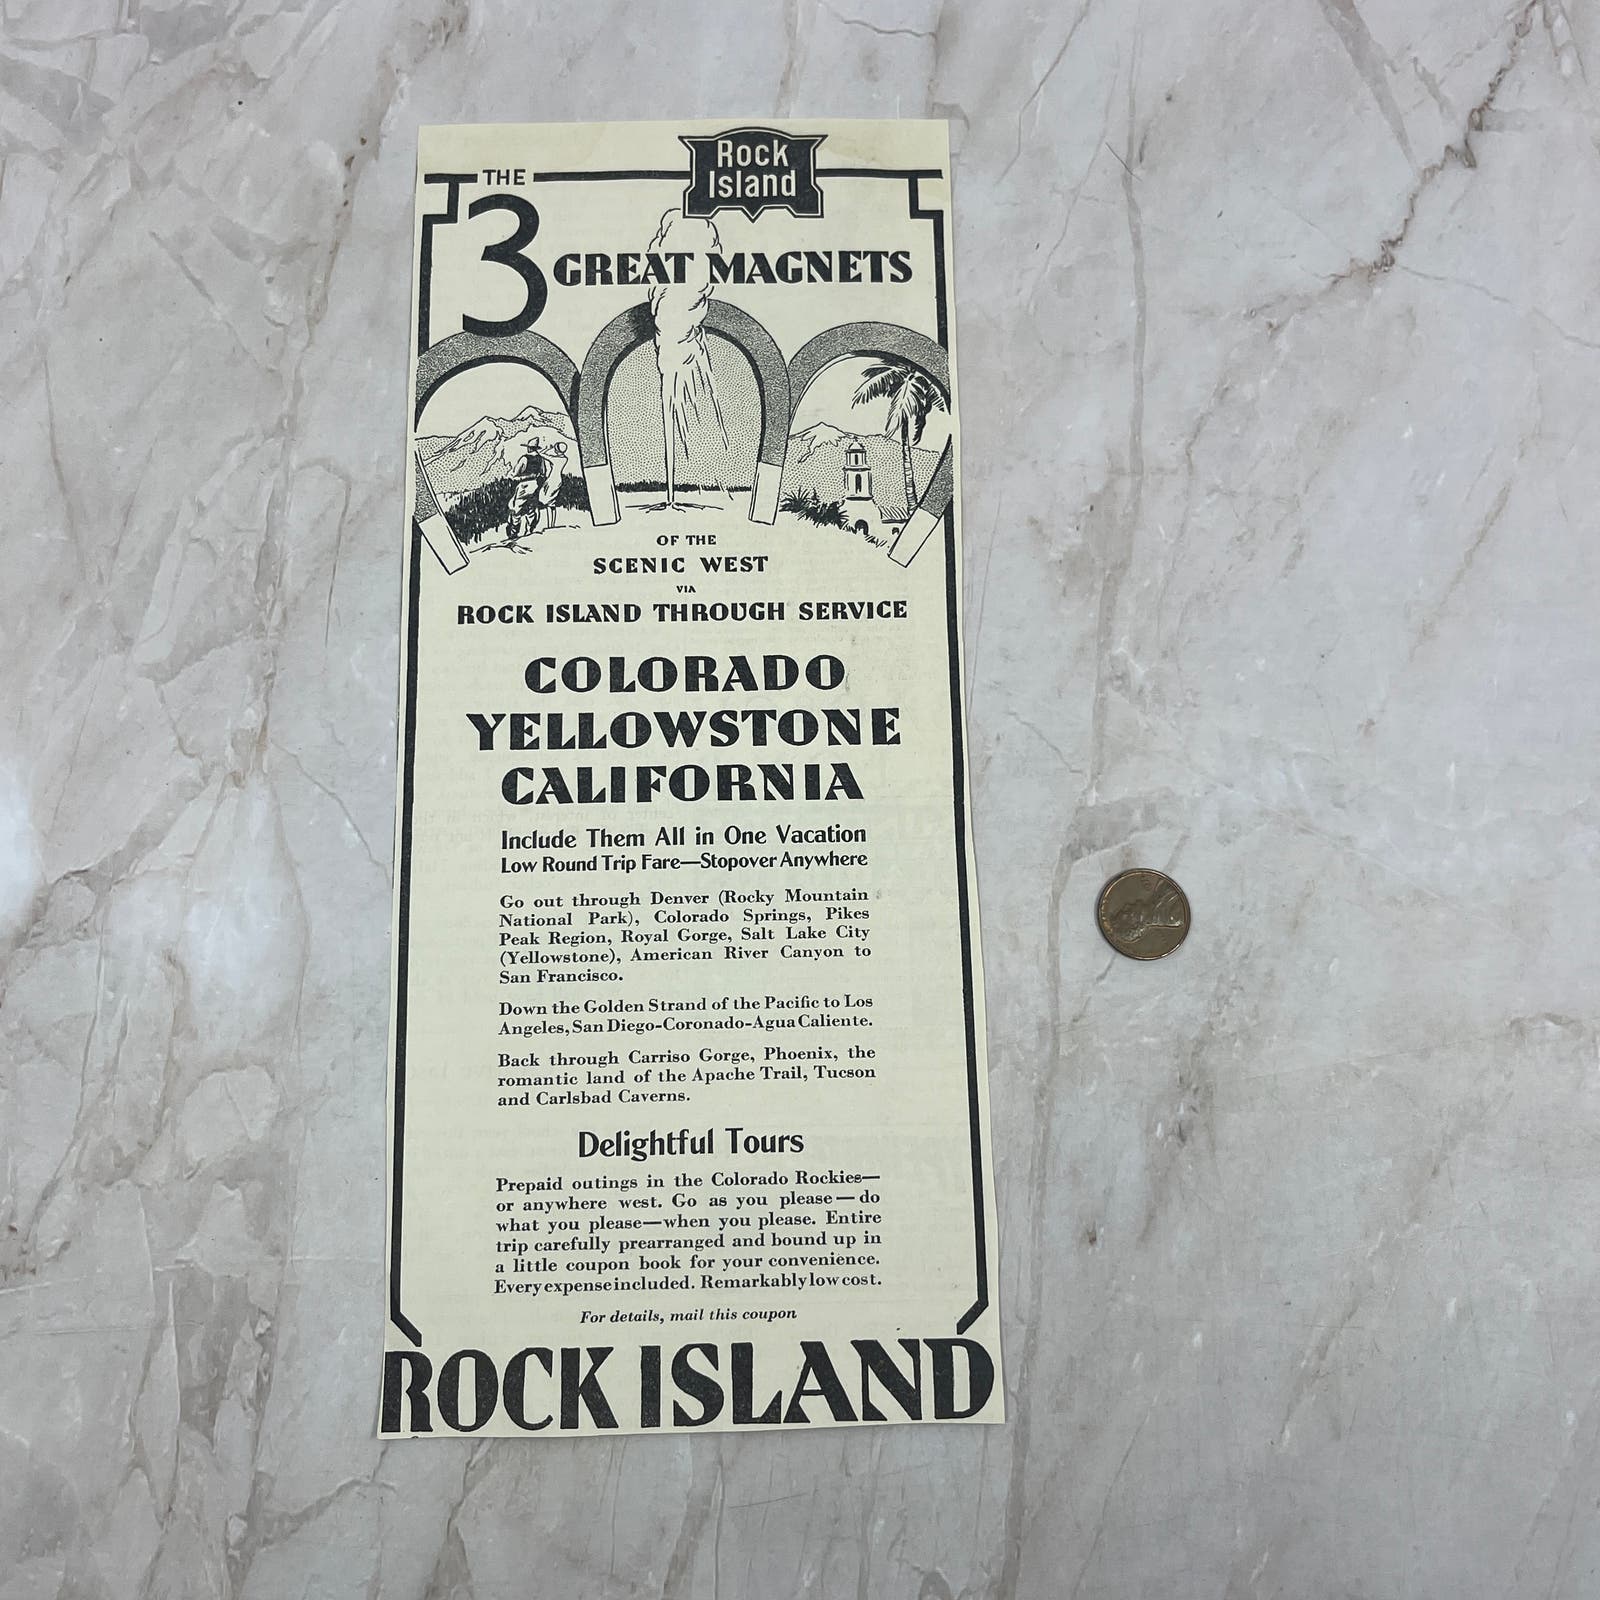 Rock
Island
THE
3
GREAT MAGNETS
OF THE
SCENIC WEST
VIA
ROCK ISLAND THROUGH SERVICE
COLORADO
YELLOWSTONE
CALIFORNIA
Include Them All in One Vacation
Low Round Trip Fare—Stopover Anywhere
Go out through Denver (Rocky Mountain
National Park), Colorado Springs, Pikes
Peak Region, Royal Gorge, Salt Lake City
(Yellowstone), American River Canyon to
San Francisco.
Down the Golden Strand of the Pacific to Los
Angeles, San Diego-Coronado-Agua Caliente.
Back through Carriso Gorge, Phoenix, the
romantic land of the Apache Trail, Tucson
and Carlsbad Caverns.
Delightful Tours
Prepaid outings in the Colorado Rockies—
or anywhere west. Go as you please—do
what you please—when you please. Entire
trip carefully prearranged and bound up in
a little coupon book for your convenience.
Every expense included. Remarkably low cost.
For details, mail this coupon
ROCK ISLAND